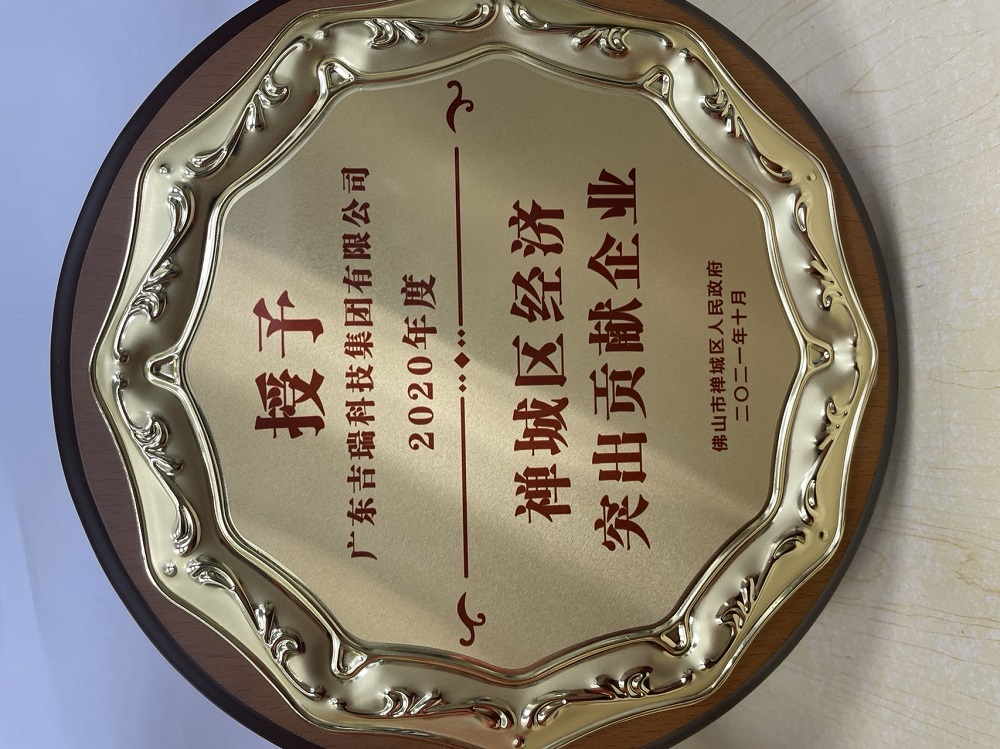 授予
广东吉瑞科技集团有限公司
2020年度
禅城区经济
突出贡献企业
佛山市禅城区人民政府
二〇二一年十月